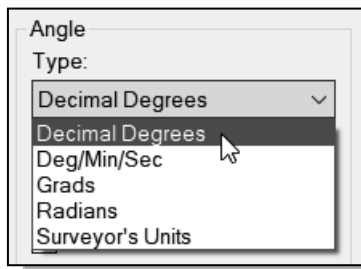 Angle
Type:
Decimal Degrees
Decimal Degrees
Deg/Min/Sec
Grads
Radians
Surveyor's Units